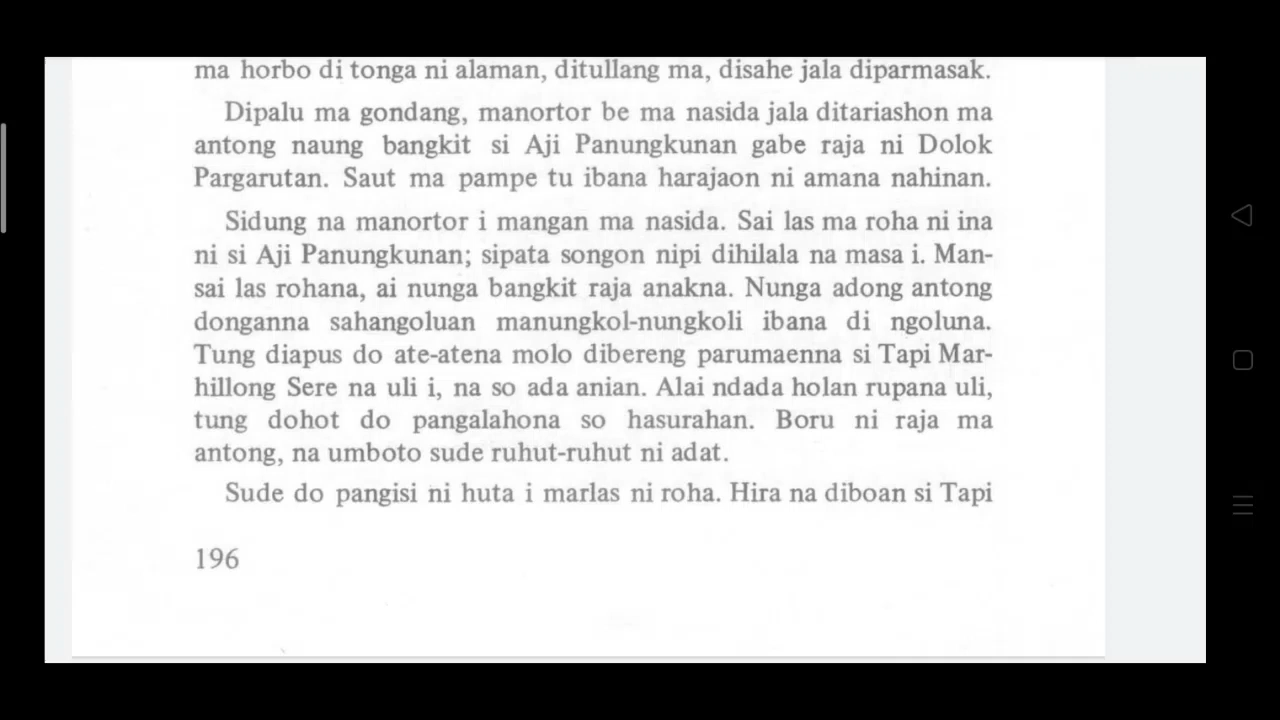 ma horbo di tonga ni alaman, ditullang ma, disahe jala diparmasak.
Dipalu ma gondang, manortor be ma nasida jala ditariashon ma
antong naung bangkit si Aji Panungkunan gabe raja ni Dolok
Pargarutan. Saut ma pampe tu ibana harajaon ni amana nahinan.
Sidung na manortor i mangan ma nasida. Sai las ma roha ni ina
ni si Aji Panungkunan; sipata songon nipi dihilala na masa i. Man-
sai las rohana, ai nunga bangkit raja anakna. Nunga adong antong
donganna sahangoluan manungkol-nungkoli ibana di ngoluna.
Tung diapus do ate-atena molo dibereng parumaenna si Tapi Mar-
hillong Sere na uli i, na so ada anian. Alai ndada holan rupana uli,
tung dohot do pangalahona so hasurahan. Boru ni raja ma
antong, na umboto sude ruhut-ruhut ni adat.
Sude do pangisi ni huta i marlas ni roha. Hira na diboan si Tapi
196